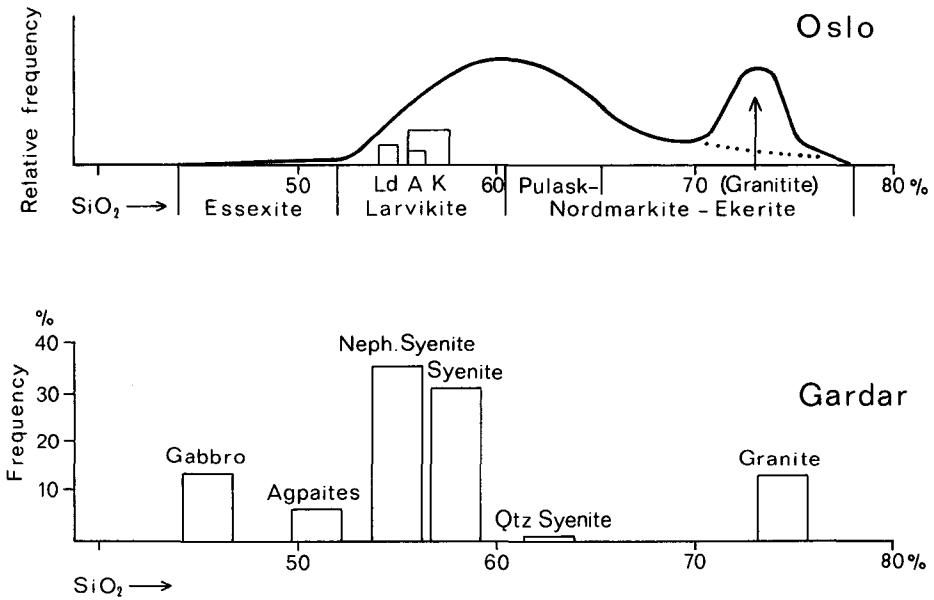 Oslo
Relative frequency
Ld A K
50 60 70 80 %
Pulask- (Granitite)
SiO₂ Essexite Larvikite Nordmarkite - Ekerite
%
40
30
20
10
Frequency
Gardar
Neph. Syenite
Syenite
Gabbro
Granite
Agpaites
Qtz Syenite
50 60 70 80 %
SiO₂